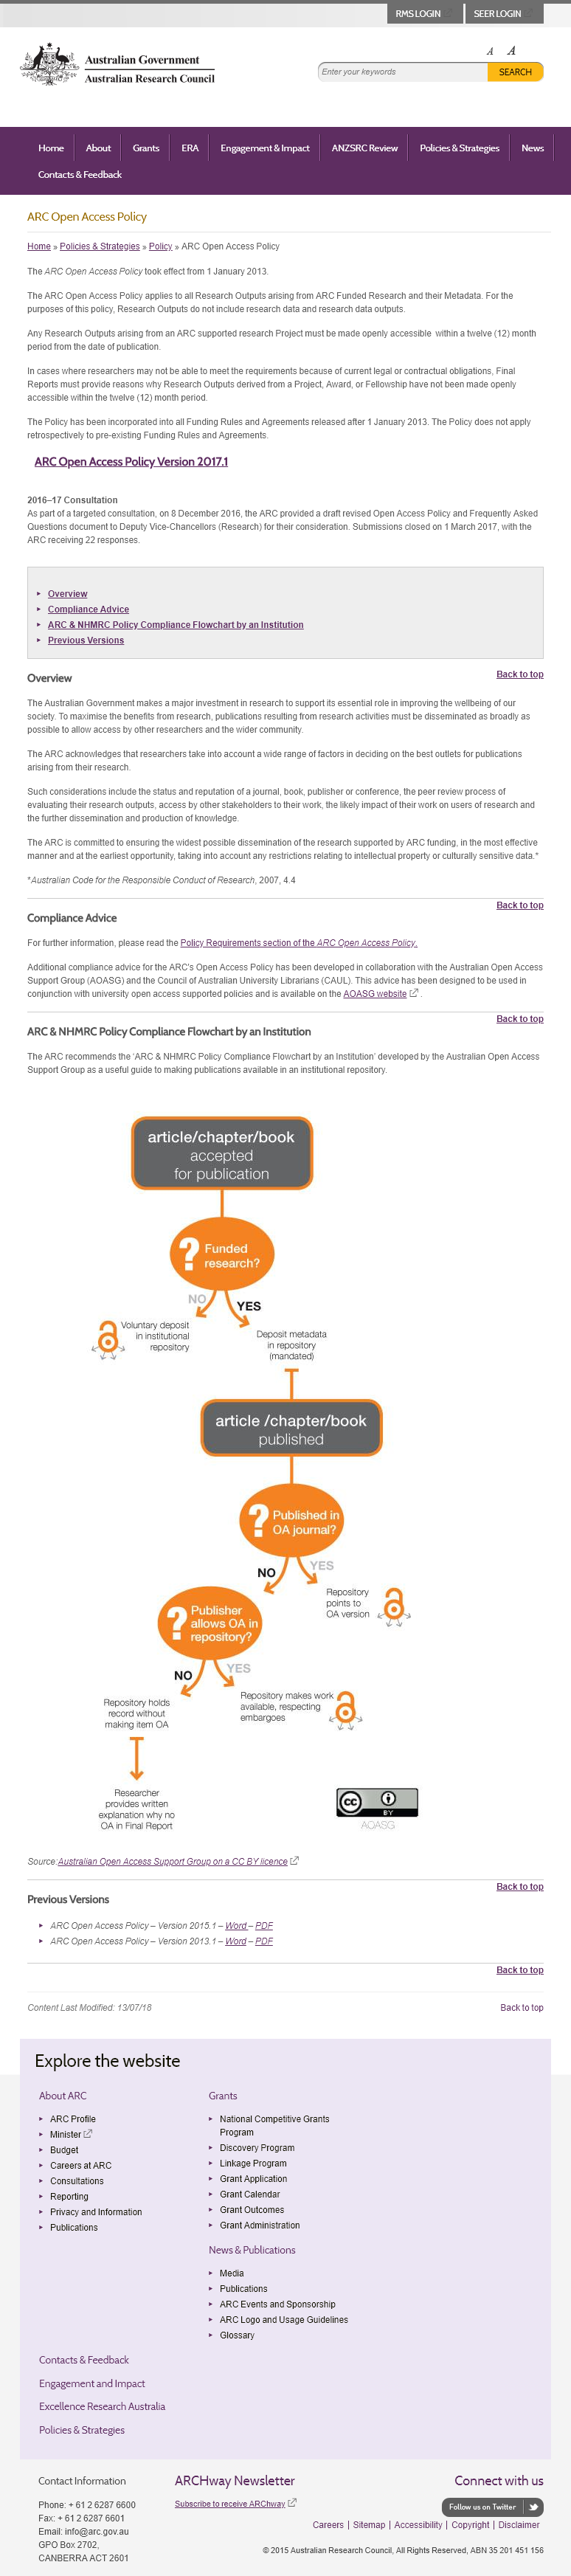 RMS LOGIN
SEER LOGIN
A A
Australian Government
Australian Research Council
Enter your keywords
SEARCH
Home About Grants ERA Engagement & Impact ANZSRC Review Policies & Strategies News
Contacts & Feedback
ARC Open Access Policy
Home » Policies & Strategies » Policy » ARC Open Access Policy
The ARC Open Access Policy took effect from 1 January 2013.
The ARC Open Access Policy applies to all Research Outputs arising from ARC Funded Research and their Metadata. For the
purposes of this policy, Research Outputs do not include research data and research data outputs.
Any Research Outputs arising from an ARC supported research Project must be made openly accessible within a twelve (12) month
period from the date of publication.
In cases where researchers may not be able to meet the requirements because of current legal or contractual obligations, Final
Reports must provide reasons why Research Outputs derived from a Project, Award, or Fellowship have not been made openly
accessible within the twelve (12) month period.
The Policy has been incorporated into all Funding Rules and Agreements released after 1 January 2013. The Policy does not apply
retrospectively to pre-existing Funding Rules and Agreements.
ARC Open Access Policy Version 2017.1
2016–17 Consultation
As part of a targeted consultation, on 8 December 2016, the ARC provided a draft revised Open Access Policy and Frequently Asked
Questions document to Deputy Vice-Chancellors (Research) for their consideration. Submissions closed on 1 March 2017, with the
ARC receiving 22 responses.
Overview
Compliance Advice
ARC & NHMRC Policy Compliance Flowchart by an Institution
Previous Versions
Back to top
Overview
The Australian Government makes a major investment in research to support its essential role in improving the wellbeing of our
society. To maximise the benefits from research, publications resulting from research activities must be disseminated as broadly as
possible to allow access by other researchers and the wider community.
The ARC acknowledges that researchers take into account a wide range of factors in deciding on the best outlets for publications
arising from their research.
Such considerations include the status and reputation of a journal, book, publisher or conference, the peer review process of
evaluating their research outputs, access by other stakeholders to their work, the likely impact of their work on users of research and
the further dissemination and production of knowledge.
The ARC is committed to ensuring the widest possible dissemination of the research supported by ARC funding, in the most effective
manner and at the earliest opportunity, taking into account any restrictions relating to intellectual property or culturally sensitive data.*
*Australian Code for the Responsible Conduct of Research, 2007, 4.4
Back to top
Compliance Advice
For further information, please read the Policy Requirements section of the ARC Open Access Policy.
Additional compliance advice for the ARC's Open Access Policy has been developed in collaboration with the Australian Open Access
Support Group (AOASG) and the Council of Australian University Librarians (CAUL). This advice has been designed to be used in
conjunction with university open access supported policies and is available on the AOASG website .
Back to top
ARC & NHMRC Policy Compliance Flowchart by an Institution
The ARC recommends the ‘ARC & NHMRC Policy Compliance Flowchart by an Institution’ developed by the Australian Open Access
Support Group as a useful guide to making publications available in an institutional repository.
article/chapter/book
accepted
for publication
? Funded
research?
NO
YES
Voluntary deposit
in institutional
repository
Deposit metadata
in repository
(mandated)
article /chapter/book
published
? Published in
OA journal?
NO
YES
Repository
points to
OA version
? Publisher
allows OA in
repository?
NO
YES
Repository makes work
available, respecting
embargoes
Repository holds
record without
making item OA
Researcher
provides written
explanation why no
OA in Final Report
cc BY
AOASG
Source:Australian Open Access Support Group on a CC BY licence
Back to top
Previous Versions
ARC Open Access Policy – Version 2015.1 – Word – PDF
ARC Open Access Policy – Version 2013.1 – Word – PDF
Back to top
Content Last Modified: 13/07/18
Back to top
Explore the website
About ARC
ARC Profile
Minister
Budget
Careers at ARC
Consultations
Reporting
Privacy and Information
Publications
Grants
National Competitive Grants
Program
Discovery Program
Linkage Program
Grant Application
Grant Calendar
Grant Outcomes
Grant Administration
News & Publications
Media
Publications
ARC Events and Sponsorship
ARC Logo and Usage Guidelines
Glossary
Contacts & Feedback
Engagement and Impact
Excellence Research Australia
Policies & Strategies
Contact Information
Phone: + 61 2 6287 6600
Fax: + 61 2 6287 6601
Email: info@arc.gov.au
GPO Box 2702,
CANBERRA ACT 2601
ARCHway Newsletter
Subscribe to receive ARChway
Connect with us
Follow us on Twitter
Careers | Sitemap | Accessibility | Copyright | Disclaimer
© 2015 Australian Research Council, All Rights Reserved, ABN 35 201 451 156